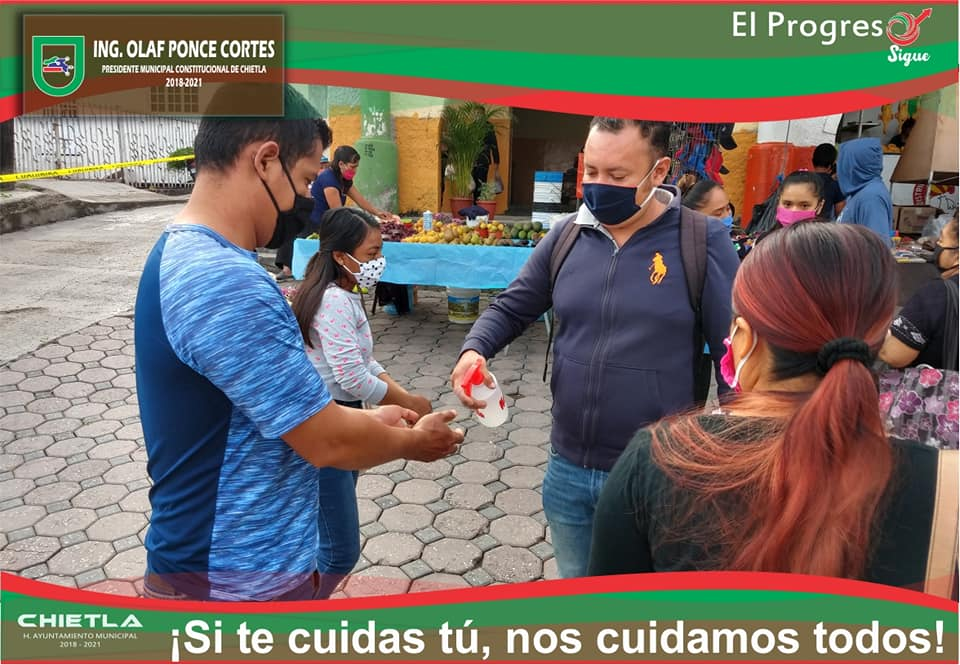 ING. OLAF PONCE CORTES
PRESIDENTE MUNICIPAL CONSTITUCIONAL DE CHIETLA
2018-2021
El Progreso
Sigue
CHIETLA
H. AYUNTAMIENTO MUNICIPAL
2018 - 2021
¡Si te cuidas tú, nos cuidamos todos!